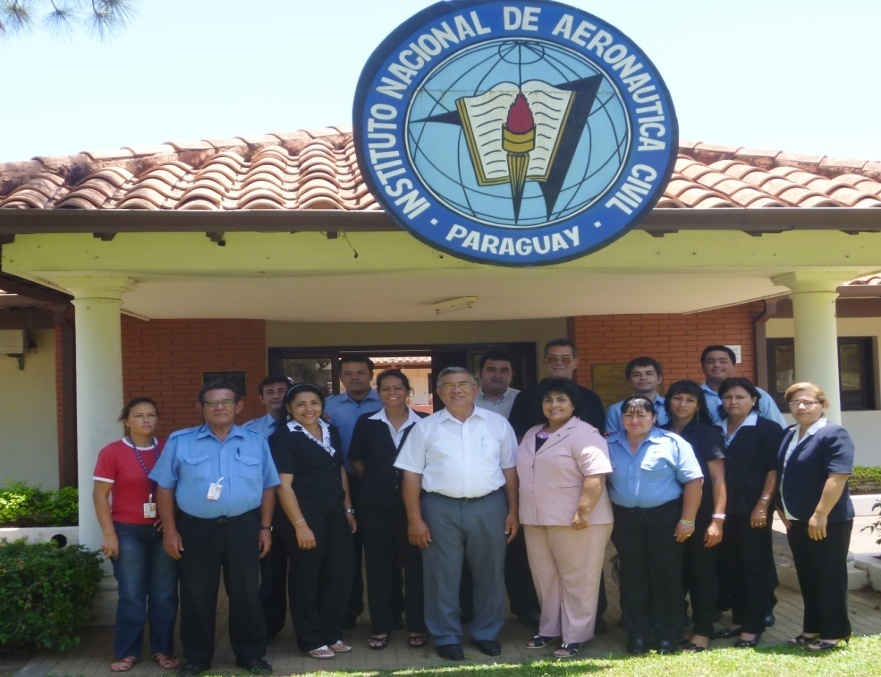 INSTITUTO NACIONAL DE AERONAUTICA CIVIL
· PARAGUAY ·